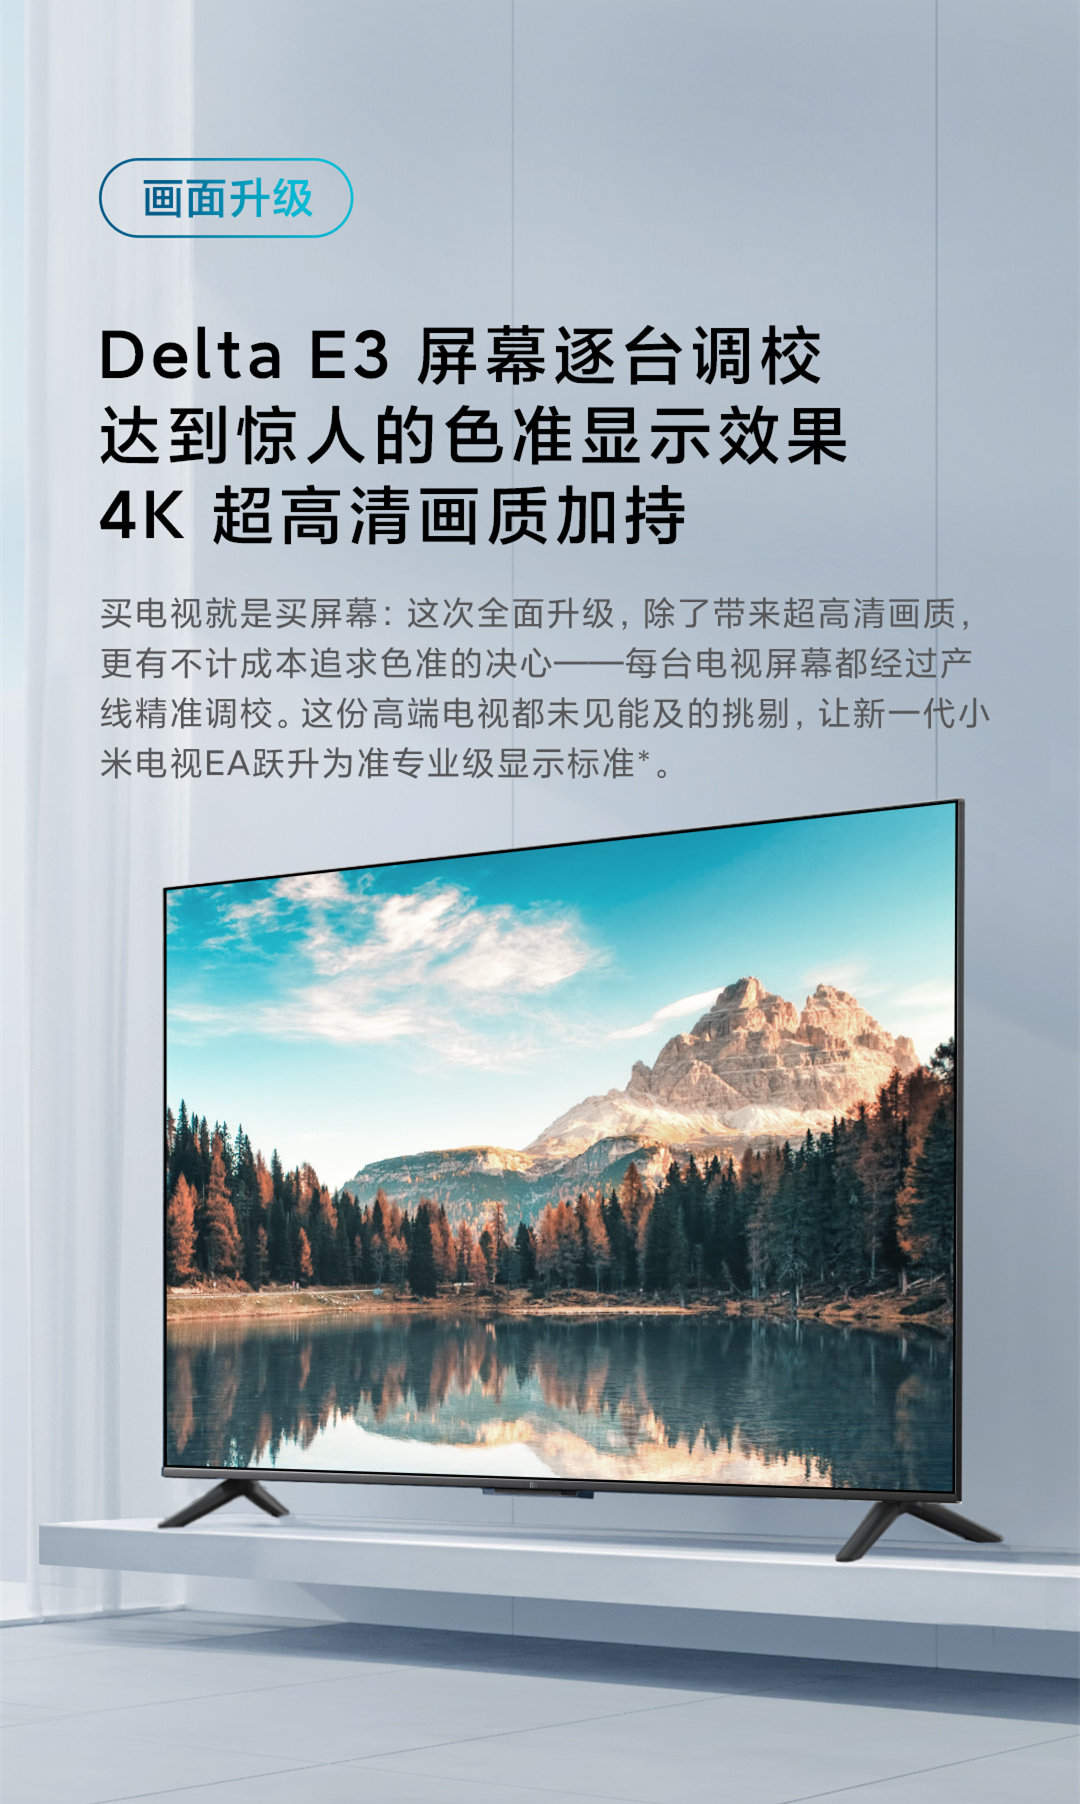 画面升级
Delta E3 屏幕逐台调校
达到惊人的色准显示效果
4K 超高清画质加持
买电视就是买屏幕：这次全面升级，除了带来超高清画质，
更有不计成本追求色准的决心——每台电视屏幕都经过产
线精准调校。这份高端电视都未见能及的挑剔，让新一代小
米电视EA跃升为准专业级显示标准*。